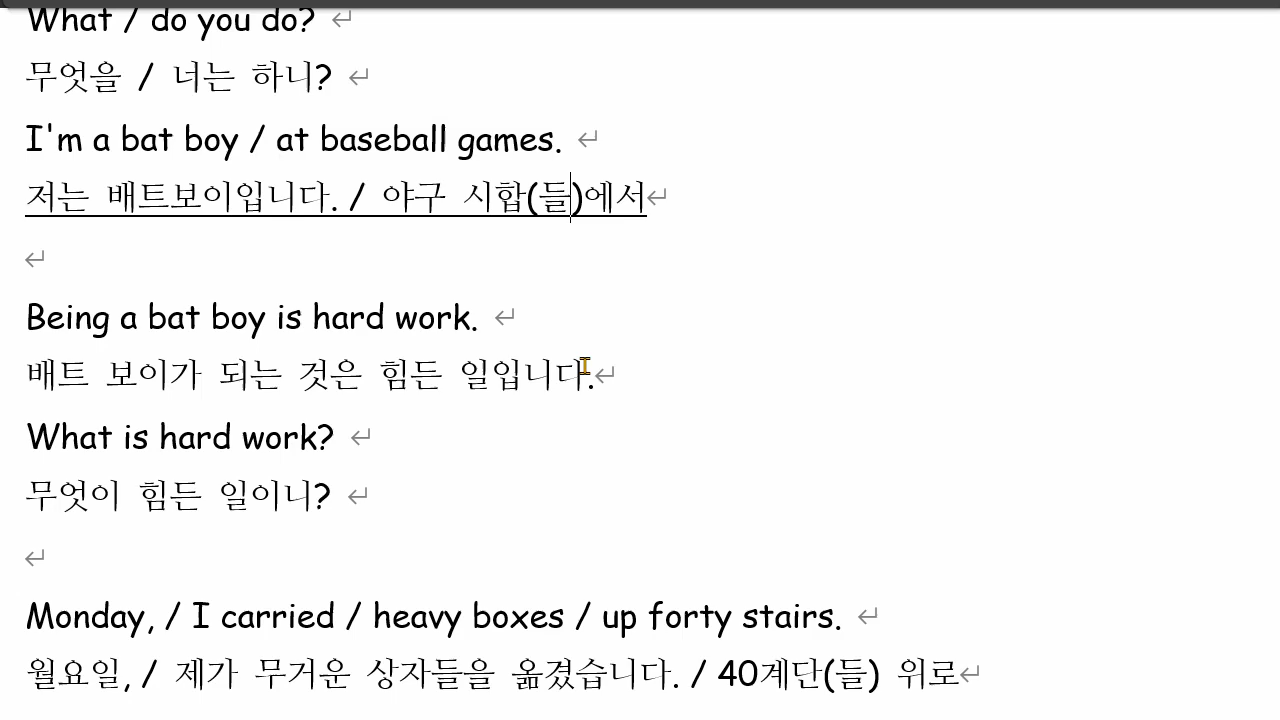 What / do you do?
무엇을 / 너는 하니?
I'm a bat boy / at baseball games.
저는 배트보이입니다. / 야구 시합(들)에서
Being a bat boy is hard work.
배트 보이가 되는 것은 힘든 일입니다.
What is hard work?
무엇이 힘든 일이니?
Monday, / I carried / heavy boxes / up forty stairs.
월요일, / 제가 무거운 상자들을 옮겼습니다. / 40계단(들) 위로